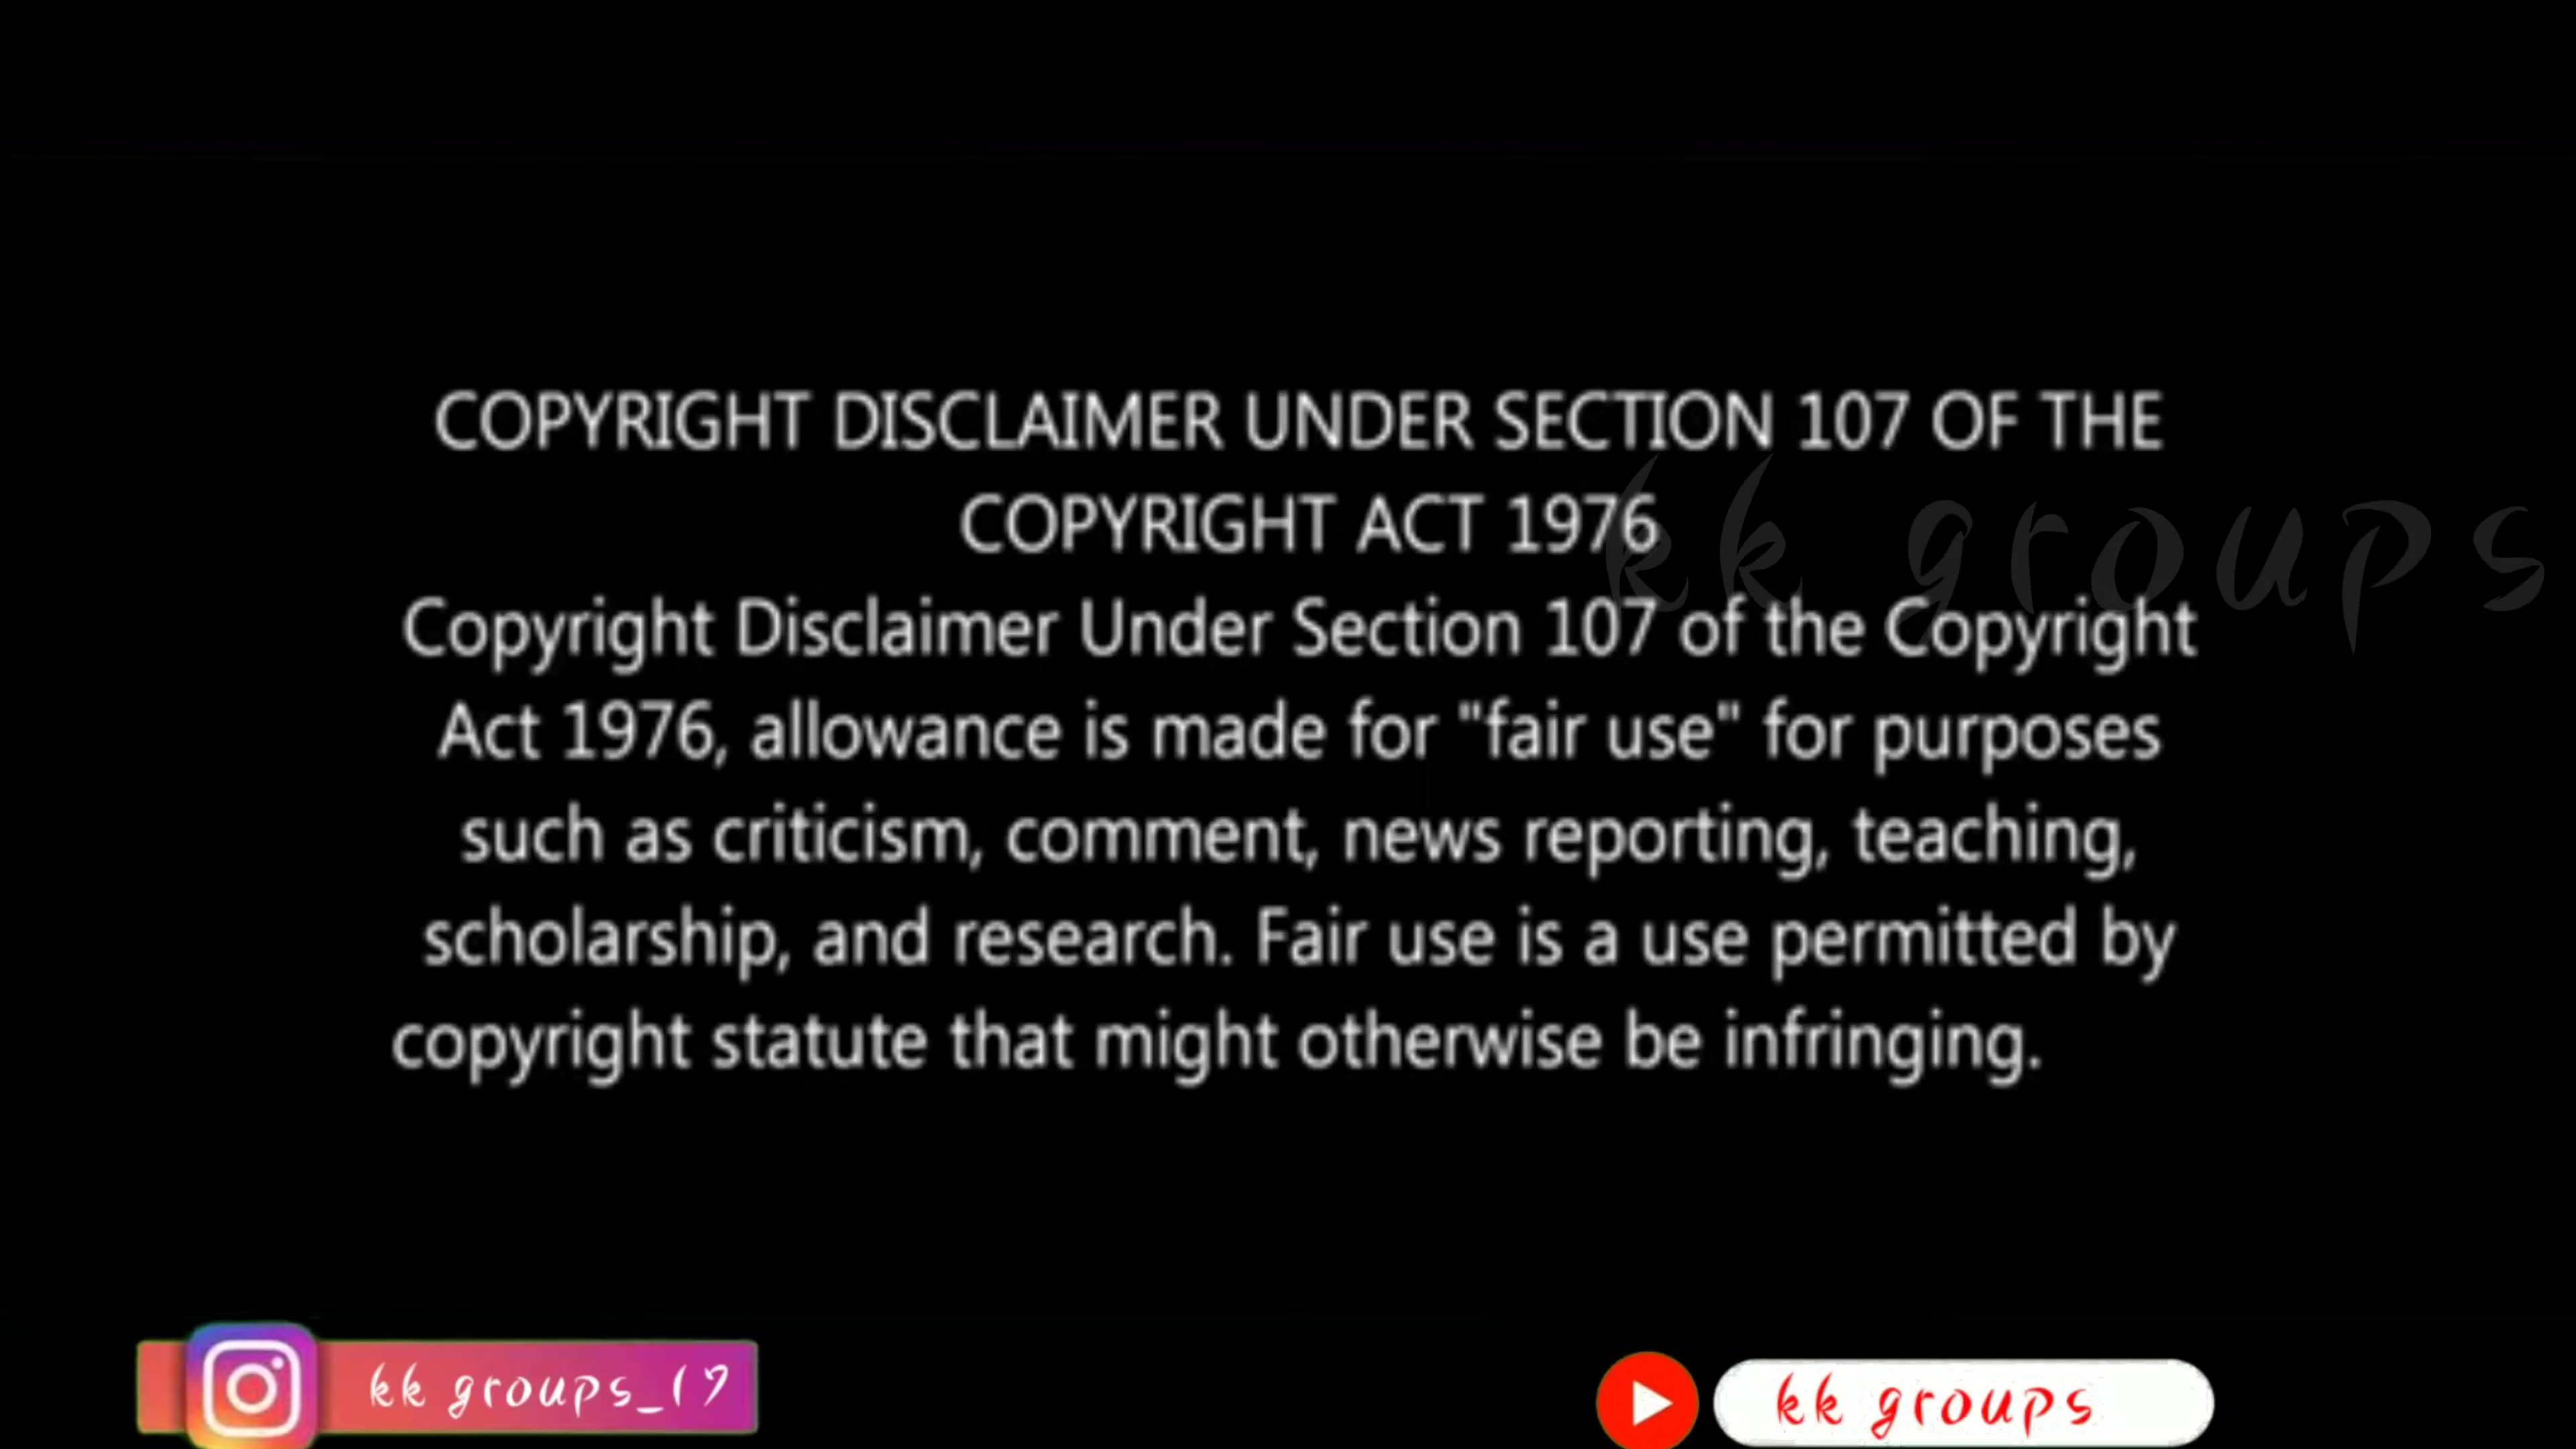 COPYRIGHT DISCLAIMER UNDER SECTION 107 OF THE
COPYRIGHT ACT 1976
kk groups
Copyright Disclaimer Under Section 107 of the Copyright
Act 1976, allowance is made for "fair use" for purposes
such as criticism, comment, news reporting, teaching,
scholarship, and research. Fair use is a use permitted by
copyright statute that might otherwise be infringing.
kk groups_17
kk groups